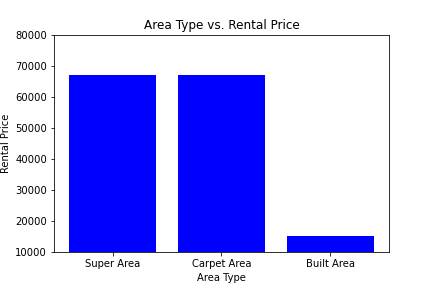 Area Type vs. Rental Price
80000
70000
60000
50000
40000
30000
20000
10000
Rental Price
Super Area
Carpet Area
Built Area
Area Type